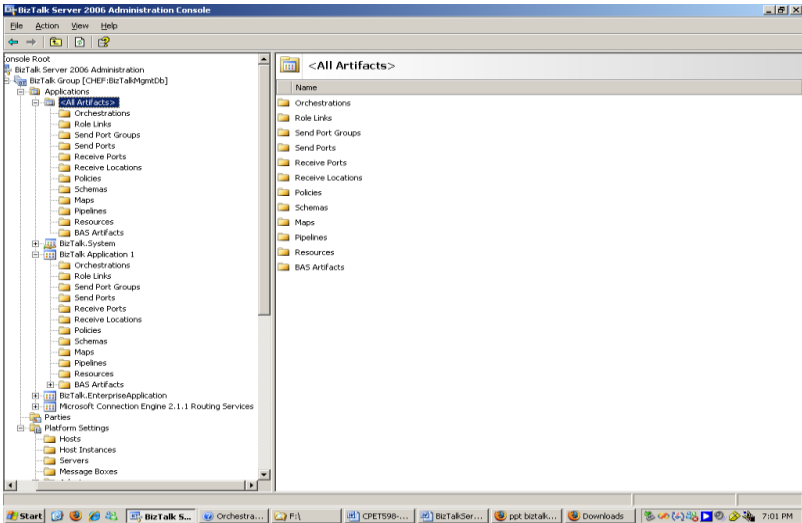 BizTalk Server 2006 Administration Console
File Action View Help
onsole Root
BizTalk Server 2006 Administration
BizTalk Group [CHEF:BizTalkMgmtDb]
Applications
<All Artifacts>
Orchestrations
Role Links
Send Port Groups
Send Ports
Receive Ports
Receive Locations
Policies
Schemas
Maps
Pipelines
Resources
BAS Artifacts
BizTalk.System
BizTalk Application 1
Orchestrations
Role Links
Send Port Groups
Send Ports
Receive Ports
Receive Locations
Policies
Schemas
Maps
Pipelines
Resources
BAS Artifacts
BizTalk.EnterpriseApplication
Microsoft Connection Engine 2.1.1 Routing Services
Parties
Platform Settings
Hosts
Host Instances
Servers
Message Boxes
<All Artifacts>
Name
Orchestrations
Role Links
Send Port Groups
Send Ports
Receive Ports
Receive Locations
Policies
Schemas
Maps
Pipelines
Resources
BAS Artifacts
Start BizTalk S... Orchestra... F:\ CPET598-... BizTalkSer... ppt biztalk... Downloads 7:01 PM